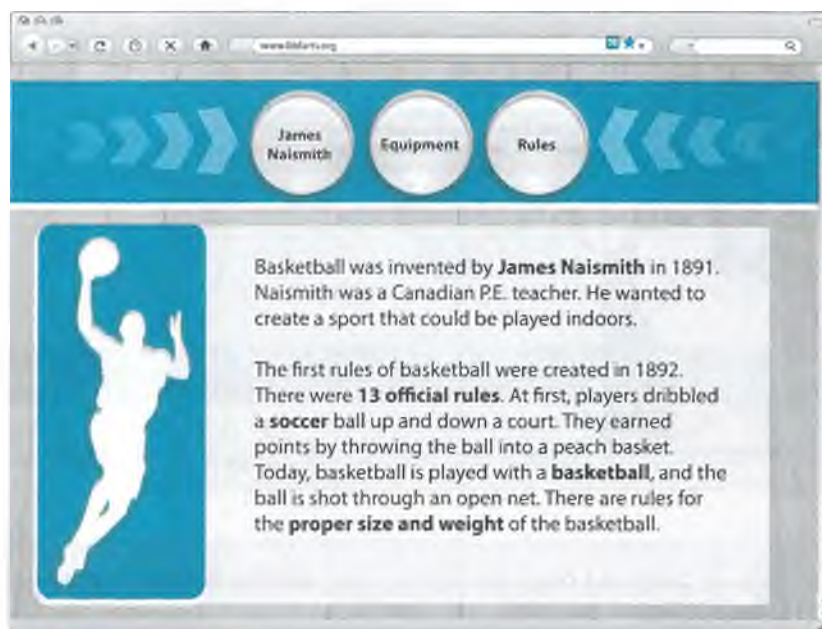 James
Naismith
Equipment
Rules
Basketball was invented by James Naismith in 1891.
Naismith was a Canadian P.E. teacher. He wanted to
create a sport that could be played indoors.
The first rules of basketball were created in 1892.
There were 13 official rules. At first, players dribbled
a soccer ball up and down a court. They earned
points by throwing the ball into a peach basket.
Today, basketball is played with a basketball, and the
ball is shot through an open net. There are rules for
the proper size and weight of the basketball.